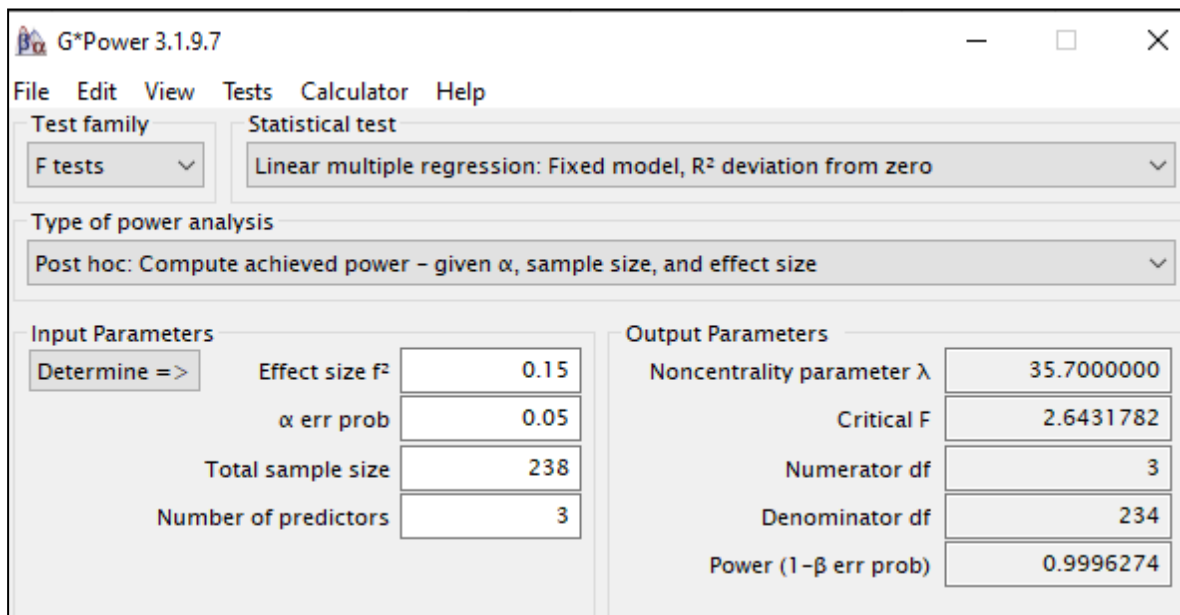 G*Power 3.1.9.7
File Edit View Tests Calculator Help
Test family
F tests
Statistical test
Linear multiple regression: Fixed model, R² deviation from zero
Type of power analysis
Post hoc: Compute achieved power – given α, sample size, and effect size
Input Parameters
Determine =>
Effect size f² 0.15
α err prob 0.05
Total sample size 238
Number of predictors 3
Output Parameters
Noncentrality parameter λ 35.7000000
Critical F 2.6431782
Numerator df 3
Denominator df 234
Power (1-β err prob) 0.9996274